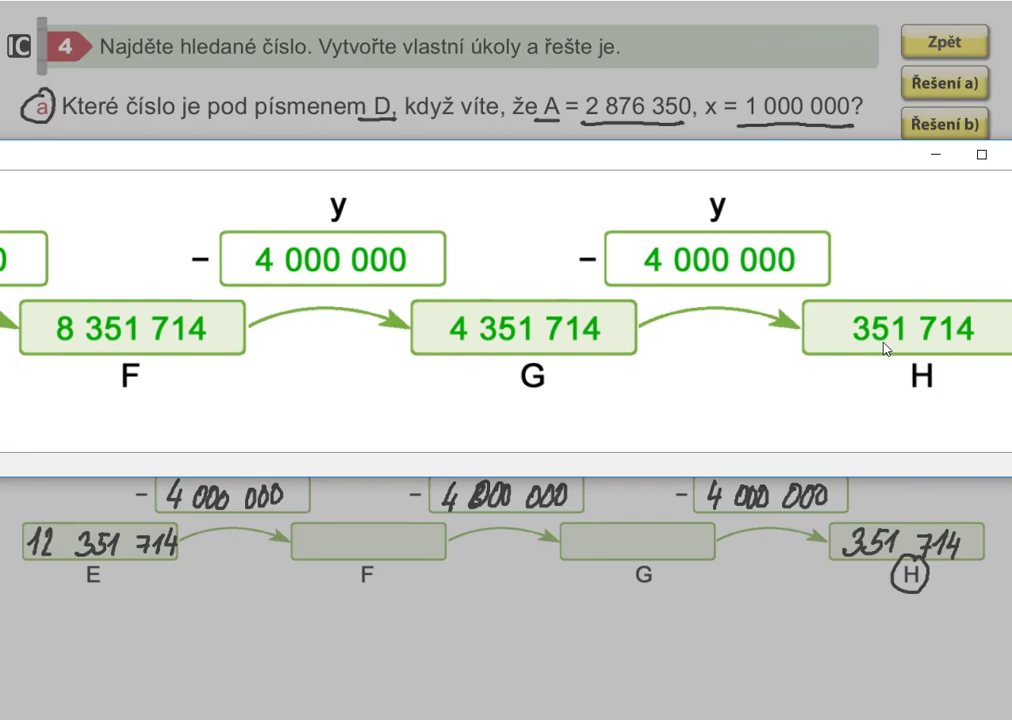 IC 4 Najděte hledané číslo. Vytvořte vlastní úkoly a řešte je. Zpět
a Které číslo je pod písmenem D, když víte, že A = 2 876 350, x = 1 000 000? Řešení a)
Řešení b)
y y
0 - 4 000 000 - 4 000 000
8 351 714 4 351 714 351 714
F G H
- 4 000 000 - 4 000 000 - 4 000 000
12 351 714 351 714
E F G H